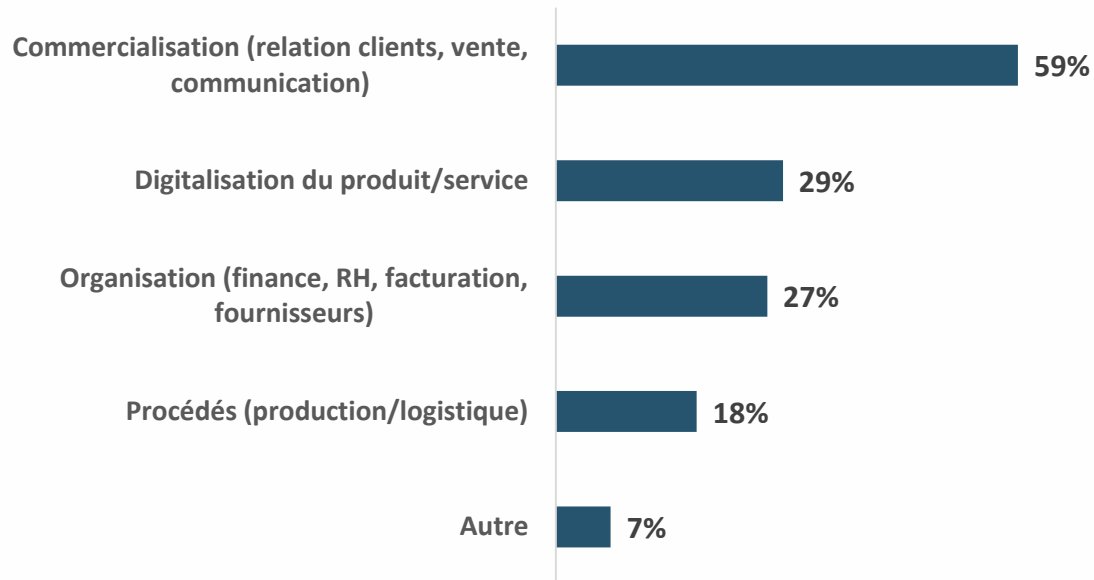 Commercialisation (relation clients, vente,
communication)
59%
Digitalisation du produit/service
29%
Organisation (finance, RH, facturation,
fournisseurs)
27%
Procédés (production/logistique)
18%
Autre
7%